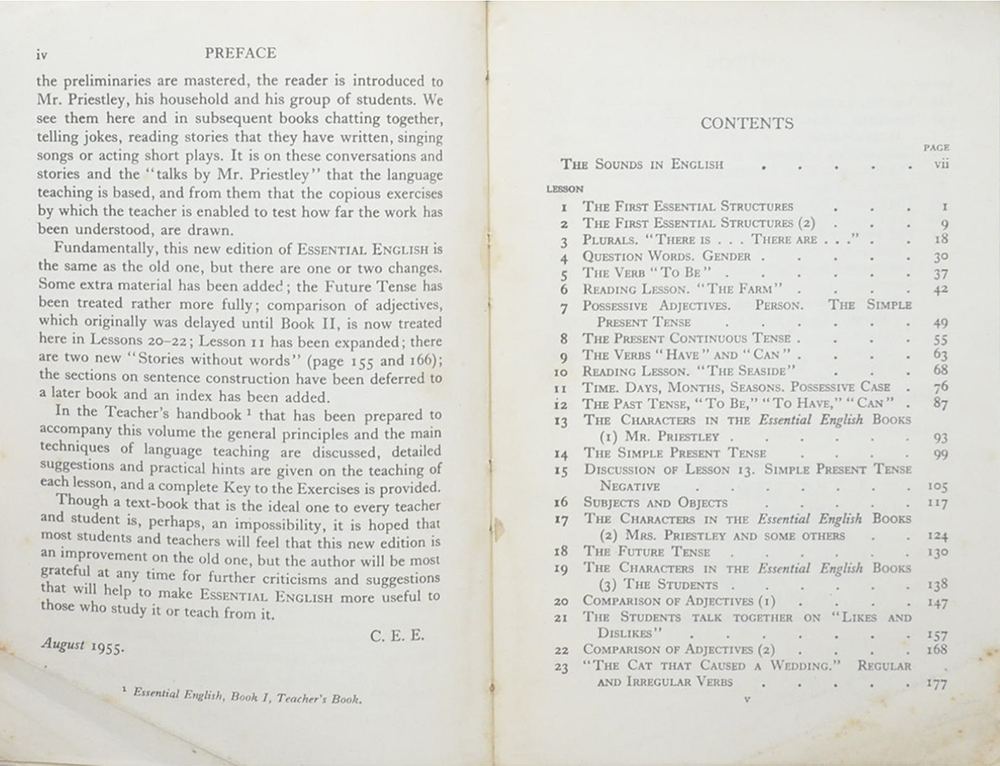 iv PREFACE
the preliminaries are mastered, the reader is introduced to
Mr. Priestley, his household and his group of students. We
see them here and in subsequent books chatting together,
telling jokes, reading stories that they have written, singing
songs or acting short plays. It is on these conversations and
stories and the "talks by Mr. Priestley" that the language
teaching is based, and from them that the copious exercises
by which the teacher is enabled to test how far the work has
been understood, are drawn.
Fundamentally, this new edition of ESSENTIAL ENGLISH is
the same as the old one, but there are one or two changes.
Some extra material has been added; the Future Tense has
been treated rather more fully; comparison of adjectives,
which originally was delayed until Book II, is now treated
here in Lessons 20–22; Lesson 11 has been expanded; there
are two new "Stories without words" (page 155 and 166);
the sections on sentence construction have been deferred to
a later book and an index has been added.
In the Teacher's handbook ¹ that has been prepared to
accompany this volume the general principles and the main
techniques of language teaching are discussed, detailed
suggestions and practical hints are given on the teaching of
each lesson, and a complete Key to the Exercises is provided.
Though a text-book that is the ideal one to every teacher
and student is, perhaps, an impossibility, it is hoped that
most students and teachers will feel that this new edition is
an improvement on the old one, but the author will be most
grateful at any time for further criticisms and suggestions
that will help to make ESSENTIAL ENGLISH more useful to
those who study it or teach from it.
C. E. E.
August 1955.
¹ Essential English, Book I, Teacher's Book.
CONTENTS
PAGE
THE SOUNDS IN ENGLISH . . . . . vii
LESSON
1 THE FIRST ESSENTIAL STRUCTURES . . . 1
2 THE FIRST ESSENTIAL STRUCTURES (2) . . . 9
3 PLURALS. "THERE IS . . . THERE ARE . . ." . . 18
4 QUESTION WORDS. GENDER . . . . . 30
5 THE VERB "TO BE" . . . . . . 37
6 READING LESSON. "THE FARM" . . . . 42
7 POSSESSIVE ADJECTIVES. PERSON. THE SIMPLE
PRESENT TENSE . . . . . . 49
8 THE PRESENT CONTINUOUS TENSE . . . . 55
9 THE VERBS "HAVE" AND "CAN" . . . . 63
10 READING LESSON. "THE SEASIDE" . . . 68
11 TIME. DAYS, MONTHS, SEASONS. POSSESSIVE CASE . 76
12 THE PAST TENSE, "TO BE," "TO HAVE," "CAN" . 87
13 THE CHARACTERS IN THE Essential English BOOKS
(1) MR. PRIESTLEY . . . . . . 93
14 THE SIMPLE PRESENT TENSE . . . . 99
15 DISCUSSION OF LESSON 13. SIMPLE PRESENT TENSE
NEGATIVE . . . . . . . 105
16 SUBJECTS AND OBJECTS . . . . . 117
17 THE CHARACTERS IN THE Essential English BOOKS
(2) MRS. PRIESTLEY AND SOME OTHERS . . 124
18 THE FUTURE TENSE . . . . . . 130
19 THE CHARACTERS IN THE Essential English BOOKS
(3) THE STUDENTS . . . . . . 138
20 COMPARISON OF ADJECTIVES (1) . . . . 147
21 THE STUDENTS TALK TOGETHER ON "LIKES AND
DISLIKES" . . . . . . . 157
22 COMPARISON OF ADJECTIVES (2) . . . . 168
23 "THE CAT THAT CAUSED A WEDDING." REGULAR
AND IRREGULAR VERBS . . . . . 177
v